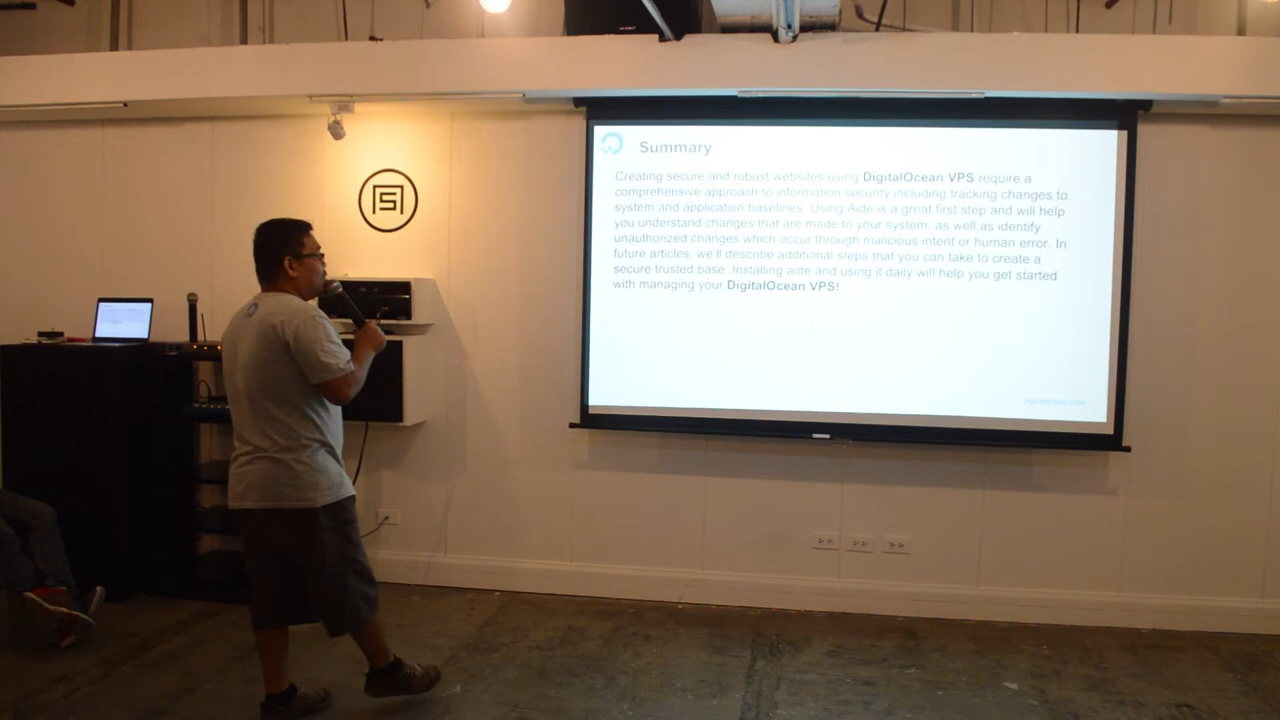 Summary
Creating secure and robust websites using DigitalOcean VPS require a
comprehensive approach to information security including tracking changes to
system and application baselines. Using Aide is a great first step and will help
you understand changes that are made to your system, as well as identify
unauthorized changes which occur through malicious intent or human error. In
future articles, we'll describe additional steps that you can take to create a
secure trusted base. Installing aide and using it daily will help you get started
with managing your DigitalOcean VPS!
digitalocean.com